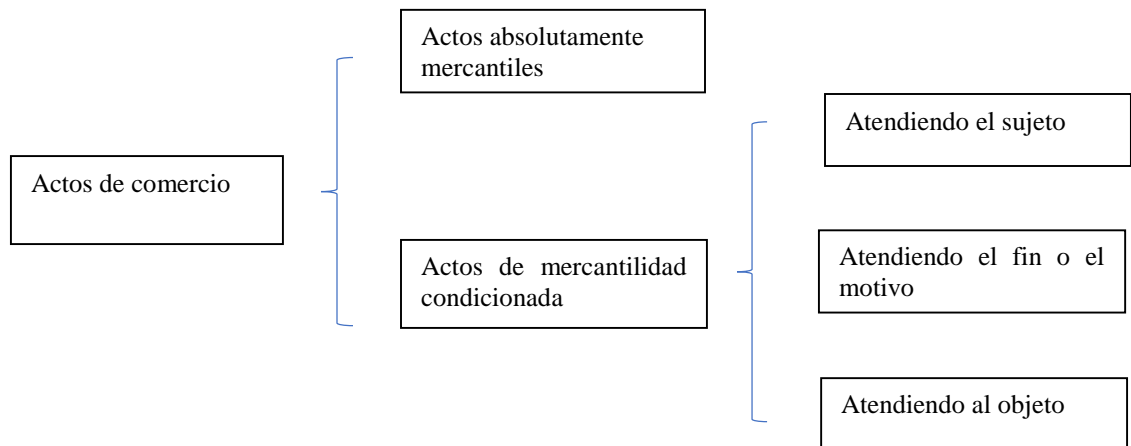 Actos de comercio
Actos absolutamente
mercantiles
Actos de mercantilidad
condicionada
Atendiendo el sujeto
Atendiendo el fin o el
motivo
Atendiendo al objeto